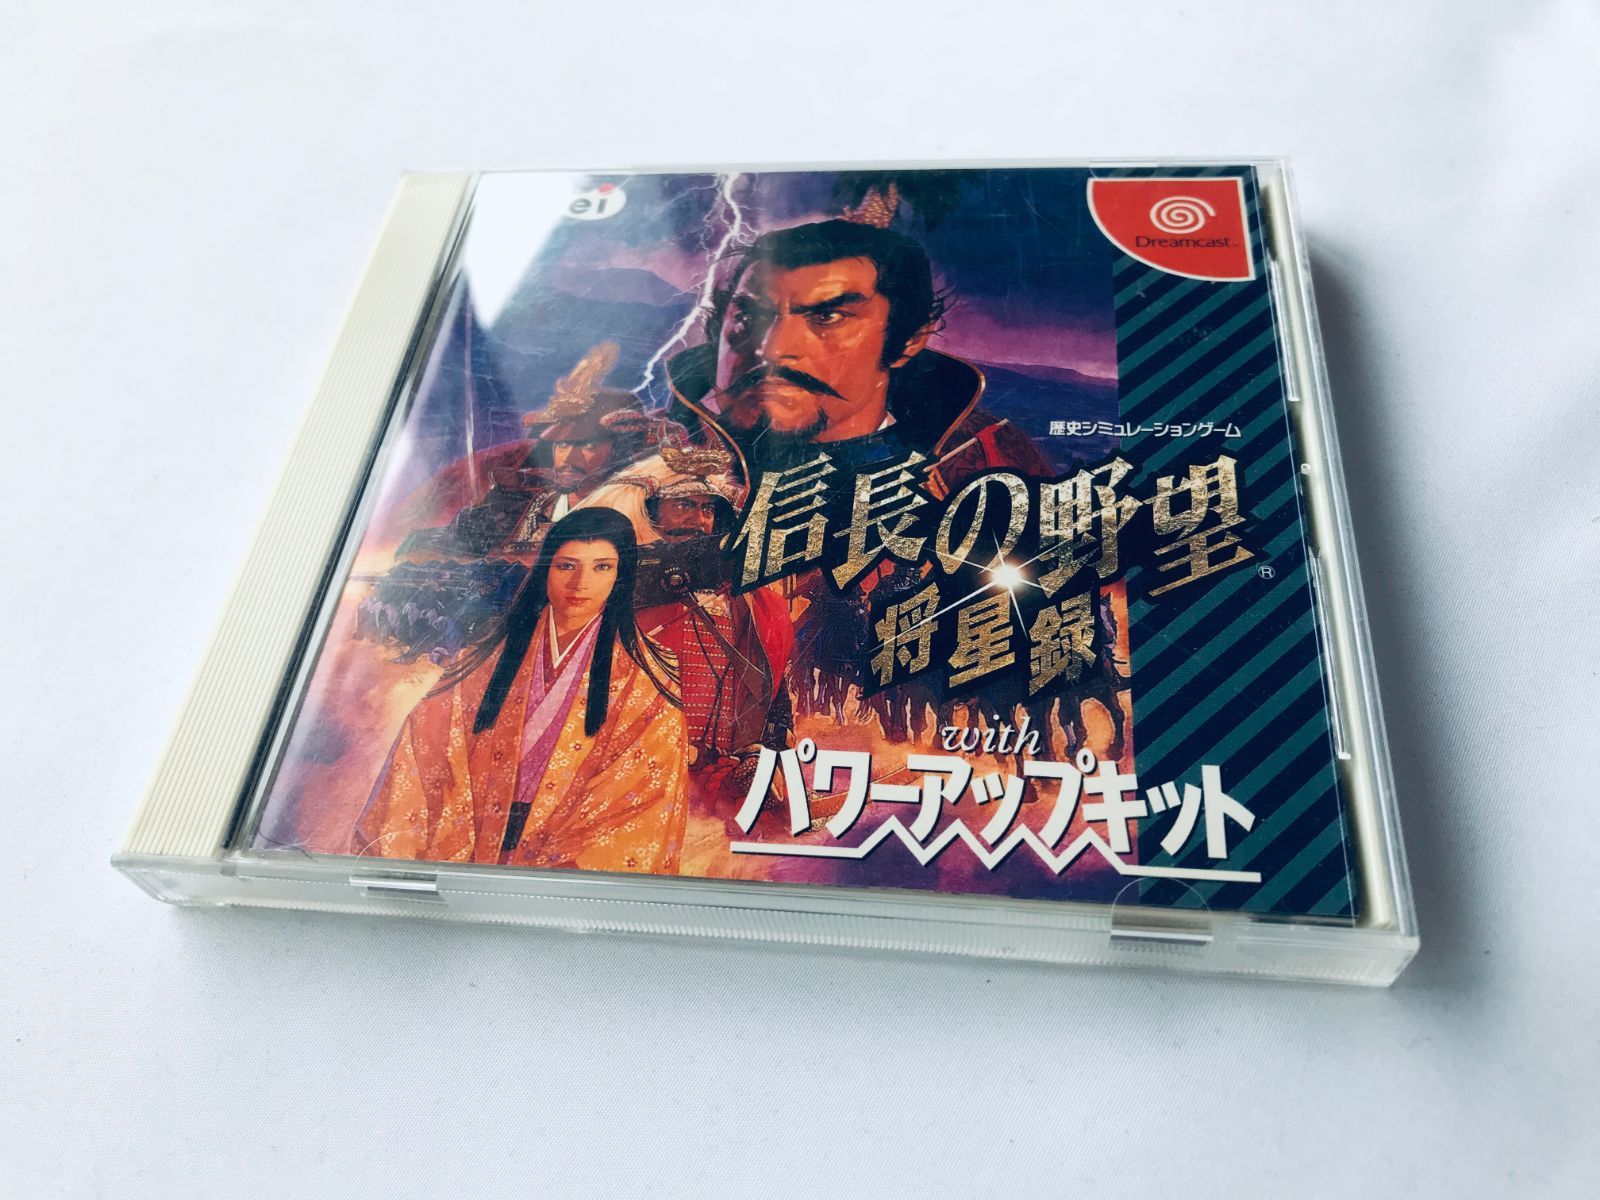 ei
Dreamcast™
歴史シミュレーションゲーム
信長の野望®
将星録
with
パワーアップキット